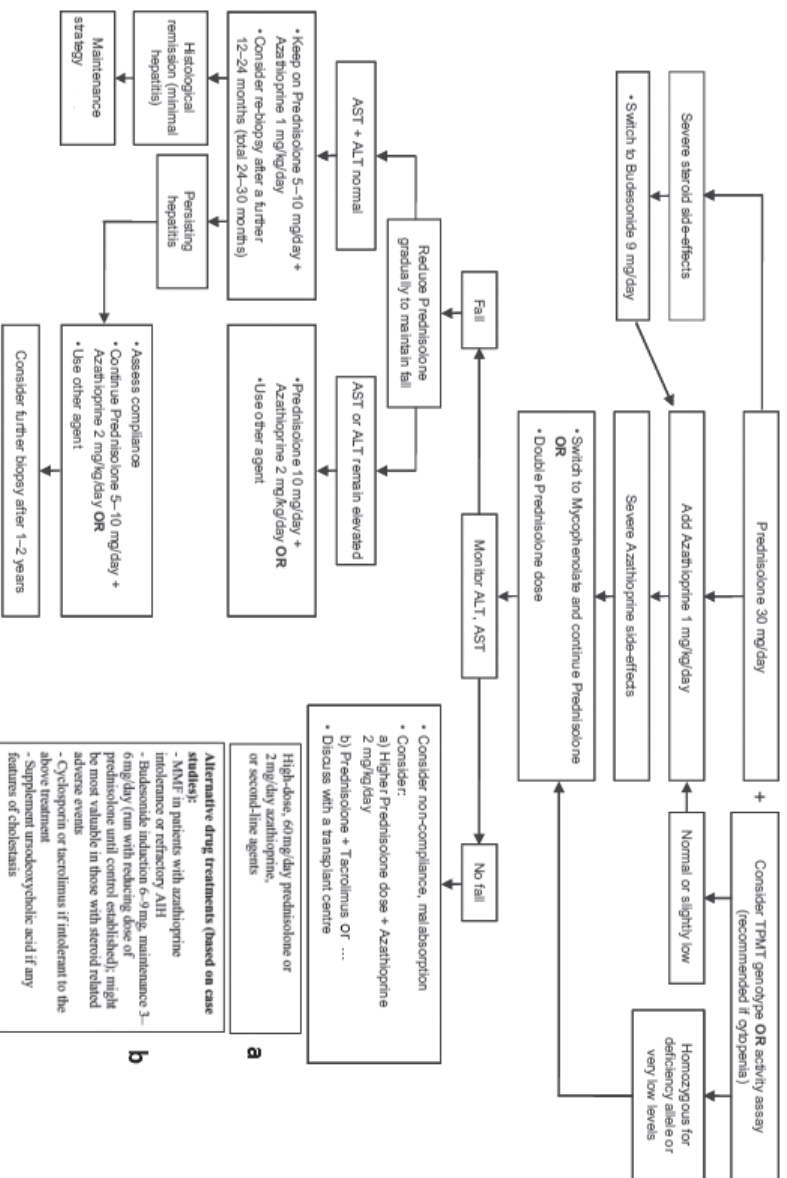 Prednisolone 30 mg/day
+
Consider TPMT genotype OR activity assay
(recommended if cytopenia)
Severe steroid side-effects
Add Azathioprine 1 mg/kg/day
Normal or slightly low
Homozygous for
deficiency allele or
very low levels
• Switch to Budesonide 9 mg/day
Severe Azathioprine side-effects
• Switch to Mycophenolate and continue Prednisolone
OR
• Double Prednisolone dose
Monitor ALT, AST
Fall
No fall
Reduce Prednisolone
gradually to maintain fall
• Consider non-compliance, malabsorption
• Consider:
a) Higher Prednisolone dose + Azathioprine
2 mg/kg/day
b) Prednisolone + Tacrolimus or ...
• Discuss with a transplant centre
AST + ALT normal
AST or ALT remain elevated
• Keep on Prednisolone 5–10 mg/day +
Azathioprine 1 mg/kg/day
• Consider re-biopsy after a further
12–24 months (total 24–30 months)
• Prednisolone 10 mg/day +
Azathioprine 2 mg/kg/day OR
• Use other agent
High-dose, 60 mg/day prednisolone or
2 mg/day azathioprine,
or second-line agents
a
Histological
remission (minimal
hepatitis)
Persisting
hepatitis
Maintenance
strategy
• Assess compliance
• Continue Prednisolone 5–10 mg/day +
Azathioprine 2 mg/kg/day OR
• Use other agent
Consider further biopsy after 1–2 years
Alternative drug treatments (based on case
studies):
- MMF in patients with azathioprine
intolerance or refractory AIH
- Budesonide induction 6–9 mg, maintenance 3–
6 mg/day (run with reducing dose of
prednisolone until control established); might
be most valuable in those with steroid related
adverse events
- Cyclosporin or tacrolimus if intolerant to the
above treatment
- Supplement ursodeoxycholic acid if any
features of cholestasis
b